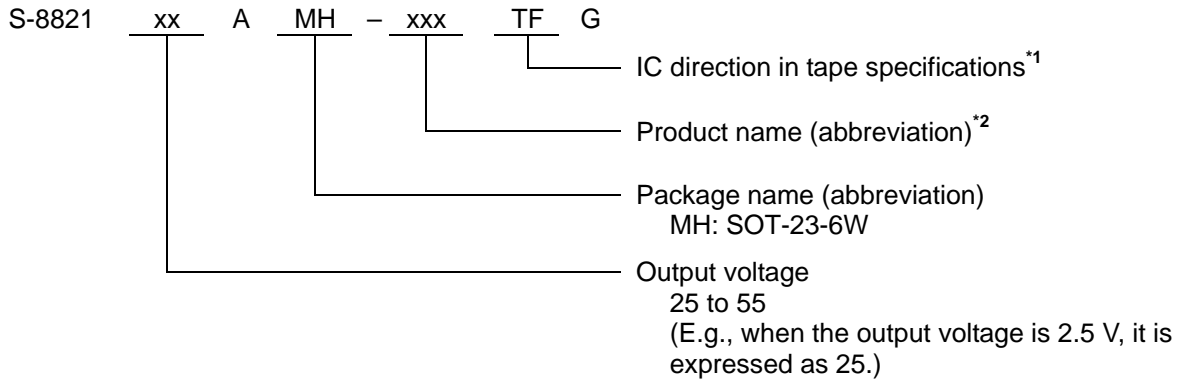 S-8821 xx A MH – xxx TF G
IC direction in tape specifications*1
Product name (abbreviation)*2
Package name (abbreviation)
MH: SOT-23-6W
Output voltage
25 to 55
(E.g., when the output voltage is 2.5 V, it is
expressed as 25.)